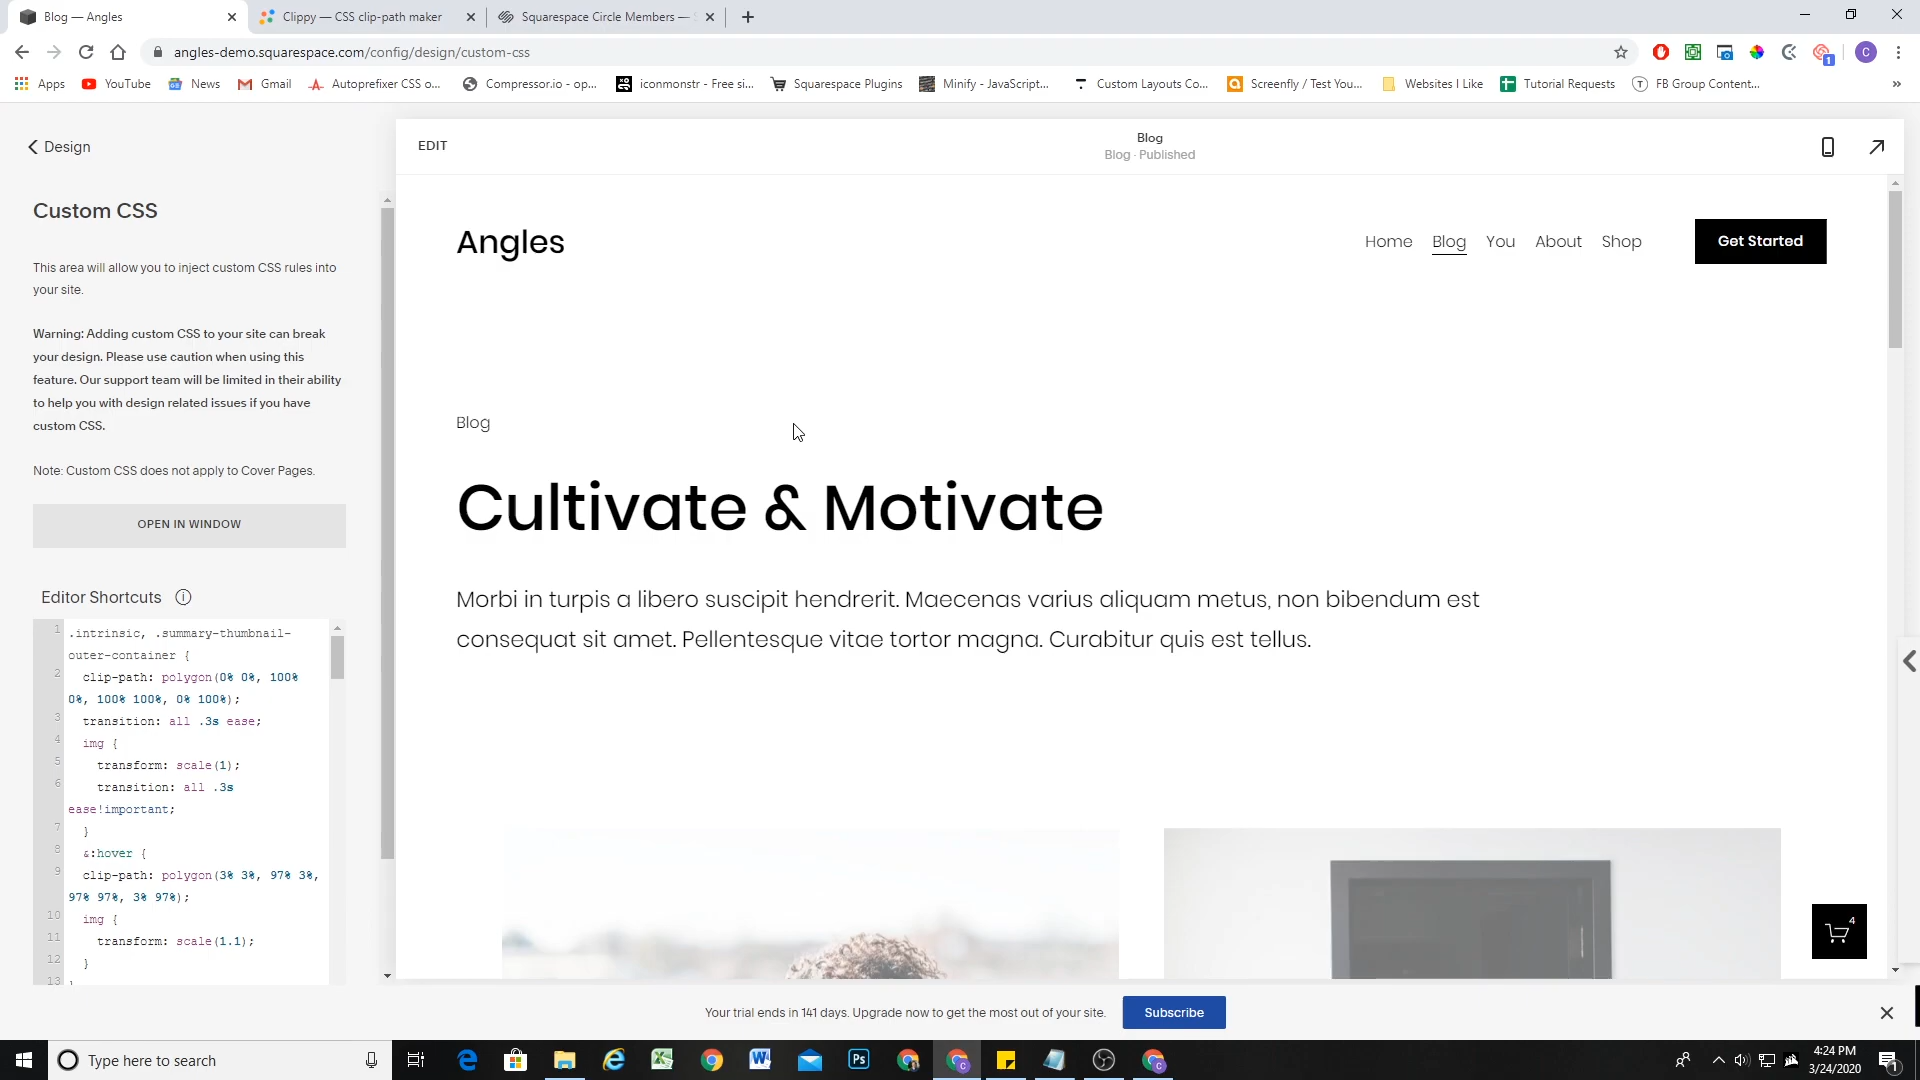 Blog — Angles
Clippy — CSS clip-path maker
Squarespace Circle Members —
angles-demo.squarespace.com/config/design/custom-css
1
C
Apps
YouTube
News
Gmail
Autoprefixer CSS o...
Compressor.io - op...
iconmonstr - Free si...
Squarespace Plugins
Minify - JavaScript...
Custom Layouts Co...
Screenfly / Test You...
Websites I Like
Tutorial Requests
FB Group Content...
»
Design
Custom CSS
This area will allow you to inject custom CSS rules into
your site.
Warning: Adding custom CSS to your site can break
your design. Please use caution when using this
feature. Our support team will be limited in their ability
to help you with design related issues if you have
custom CSS.
Note: Custom CSS does not apply to Cover Pages.
OPEN IN WINDOW
Editor Shortcuts
1 .intrinsic, .summary-thumbnail-
outer-container {
2 clip-path: polygon(0% 0%, 100%
0%, 100% 100%, 0% 100%);
3 transition: all .3s ease;
4 img {
5 transform: scale(1);
6 transition: all .3s
ease!important;
7 }
8 &:hover {
9 clip-path: polygon(3% 3%, 97% 3%,
97% 97%, 3% 97%);
10 img {
11 transform: scale(1.1);
12 }
13
EDIT
Blog
Blog · Published
Angles
Home
Blog
You
About
Shop
Get Started
Blog
Cultivate & Motivate
Morbi in turpis a libero suscipit hendrerit. Maecenas varius aliquam metus, non bibendum est
consequat sit amet. Pellentesque vitae tortor magna. Curabitur quis est tellus.
4
Your trial ends in 141 days. Upgrade now to get the most out of your site.
Subscribe
Type here to search
Ps
4:24 PM
3/24/2020
1